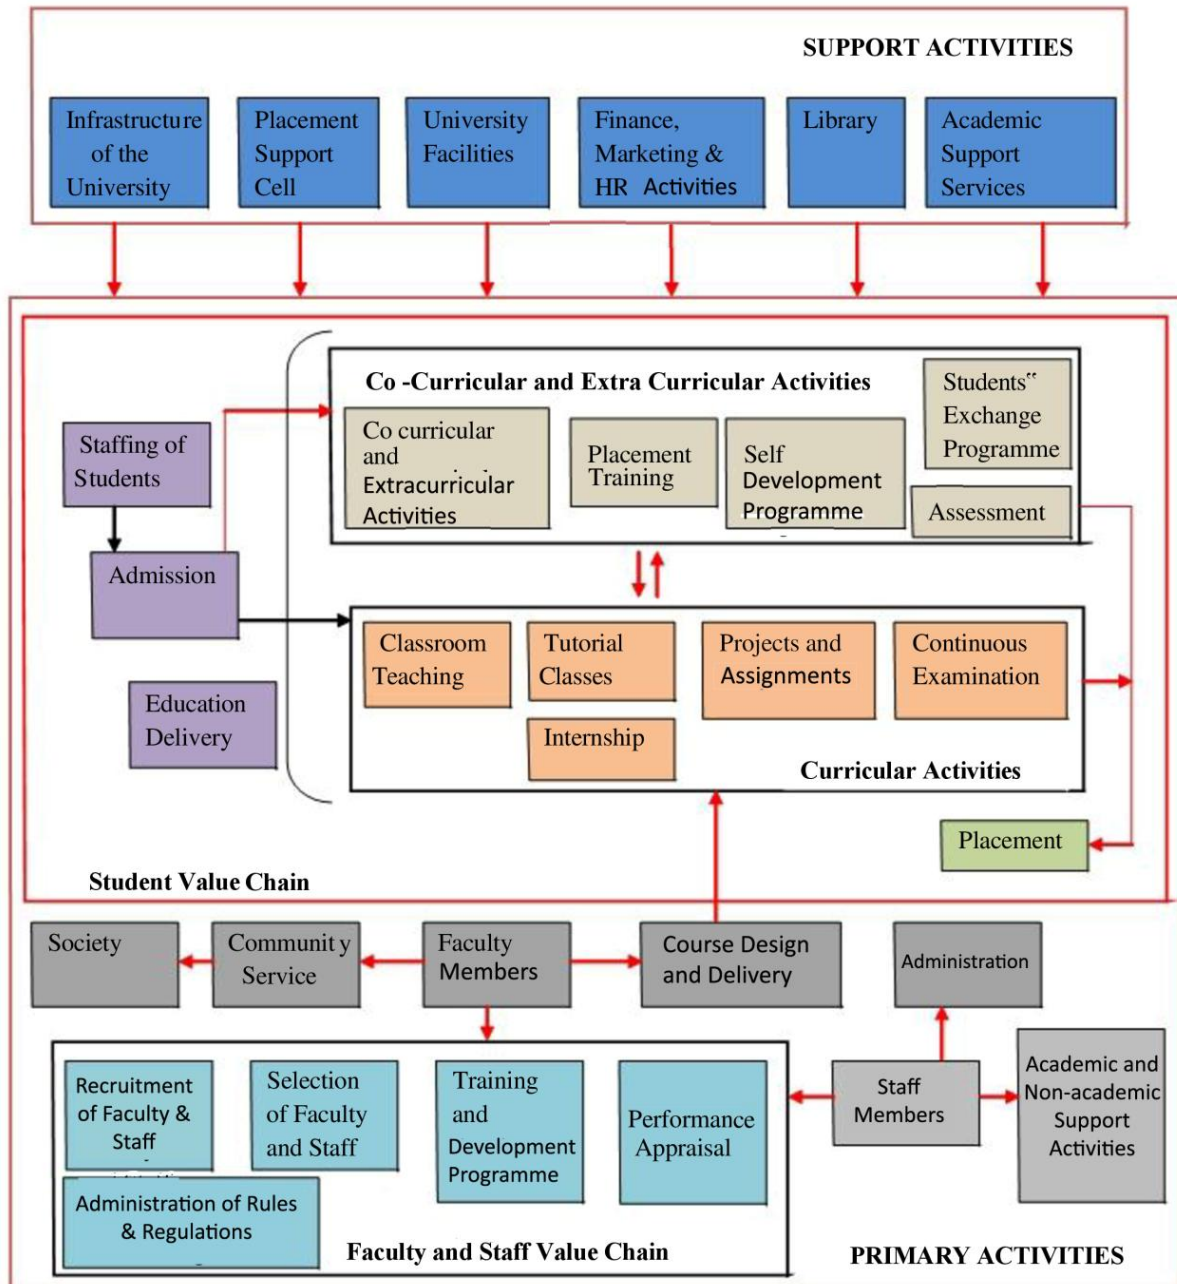 SUPPORT ACTIVITIES
Infrastructure
of the
University
Placement
Support
Cell
University
Facilities
Finance,
Marketing &
HR Activities
Library
Academic
Support
Services
Co -Curricular and Extra Curricular Activities
Co curricular
and
Extracurricular
Activities
Placement
Training
Self
Development
Programme
Students‟
Exchange
Programme
Assessment
Staffing of
Students
Admission
Education
Delivery
Classroom
Teaching
Tutorial
Classes
Projects and
Assignments
Continuous
Examination
Internship
Curricular Activities
Placement
Student Value Chain
Society
Community
Service
Faculty
Members
Course Design
and Delivery
Administration
Recruitment
of Faculty &
Staff
Selection
of Faculty
and Staff
Training
and
Development
Programme
Performance
Appraisal
Staff
Members
Academic and
Non-academic
Support
Activities
Administration of Rules
& Regulations
Faculty and Staff Value Chain
PRIMARY ACTIVITIES